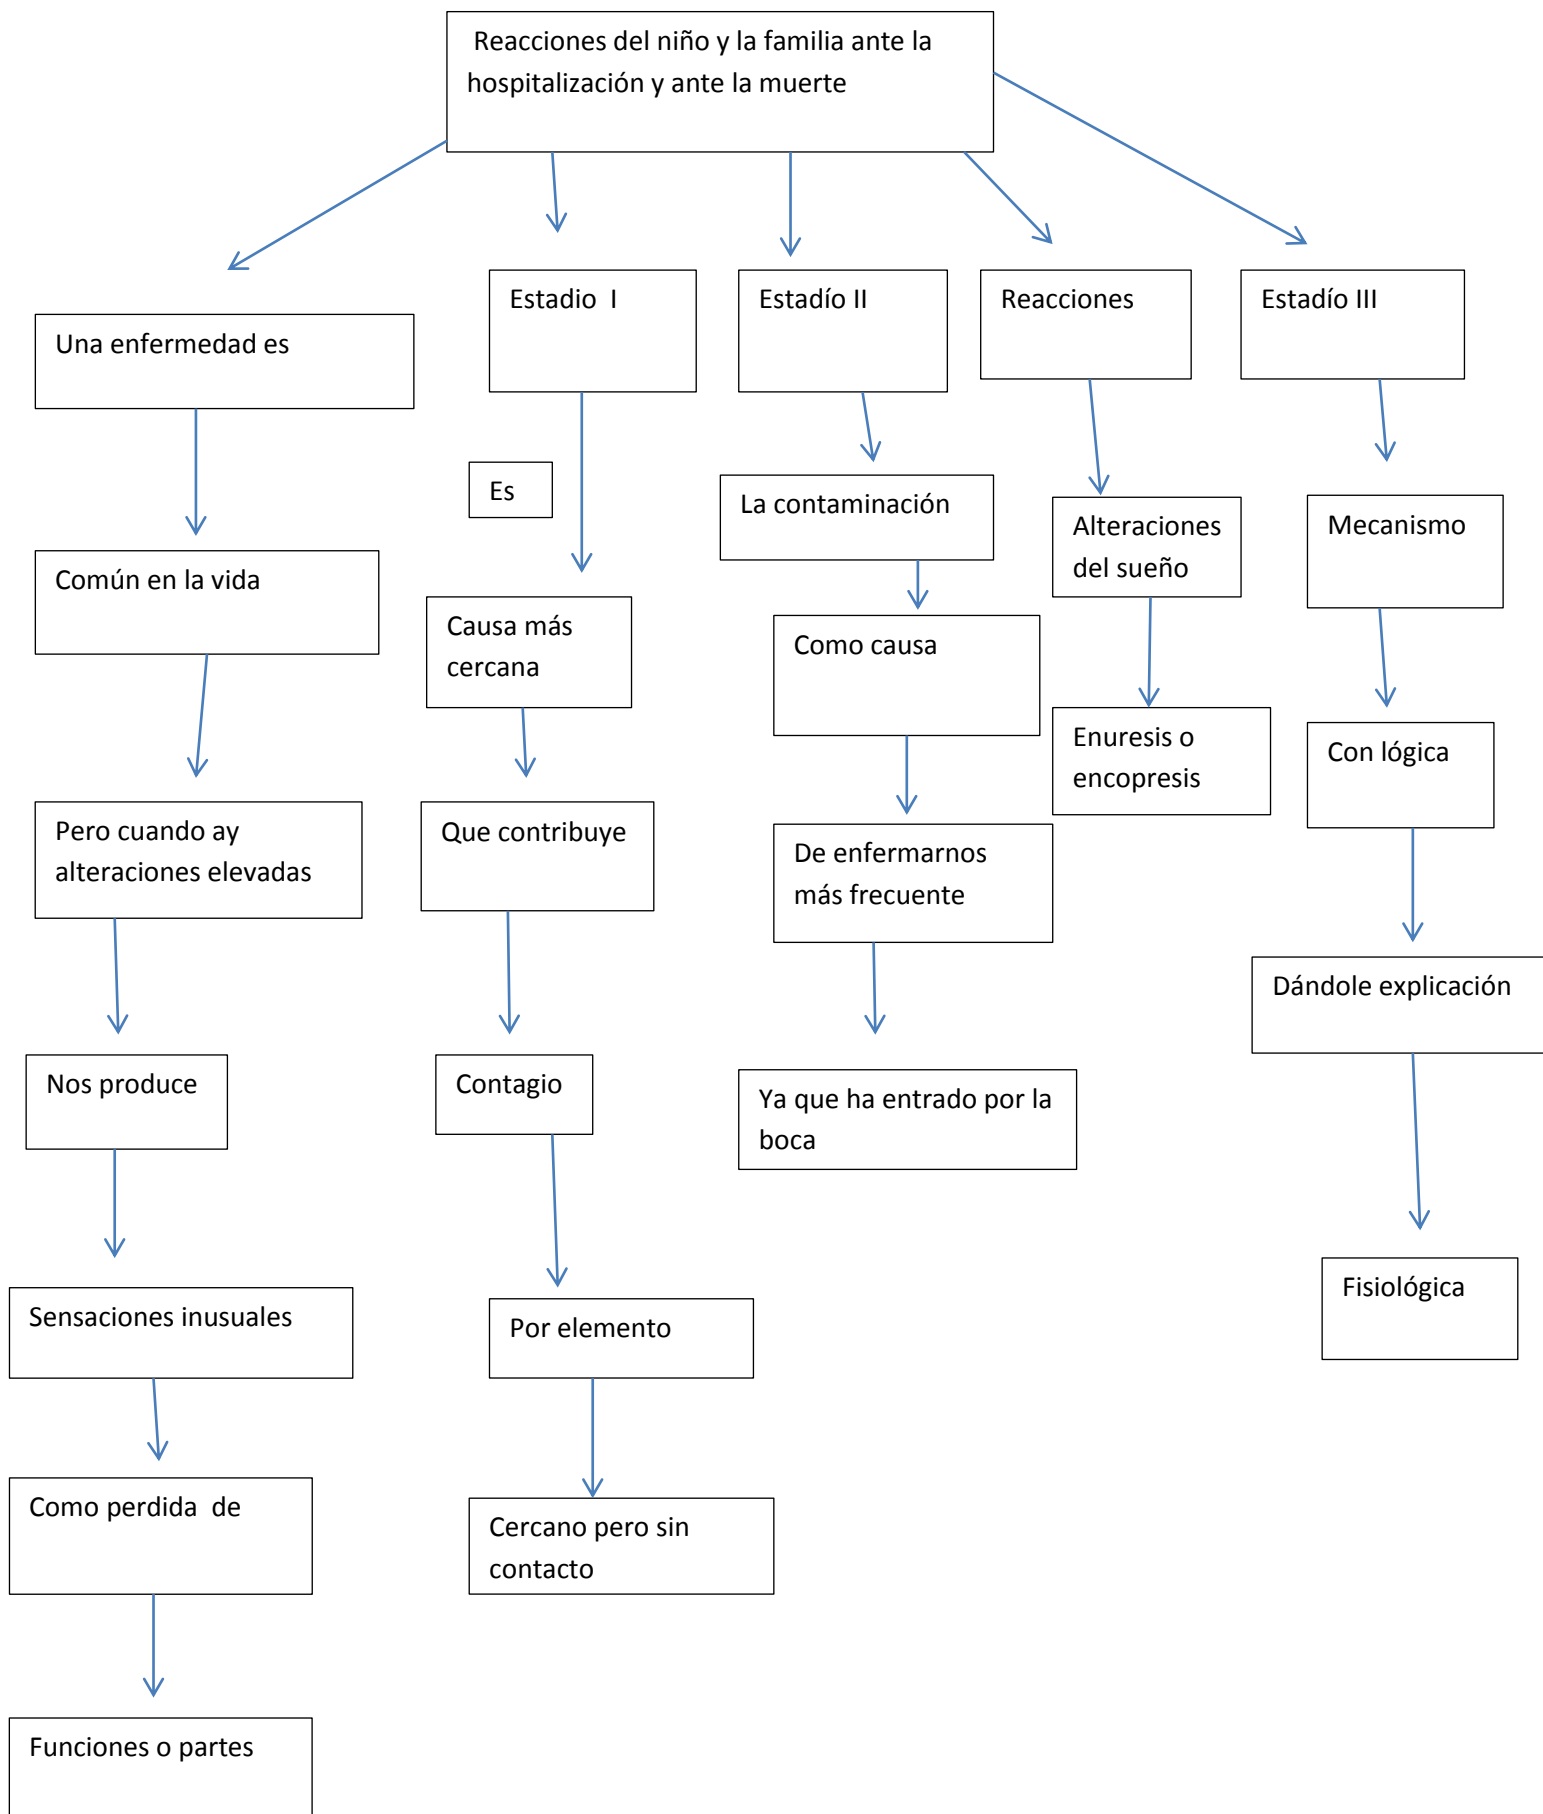 Reacciones del niño y la familia ante la
hospitalización y ante la muerte
Una enfermedad es
Común en la vida
Pero cuando ay
alteraciones elevadas
Nos produce
Sensaciones inusuales
Como perdida  de
Funciones o partes
Estadio  I
Es
Causa más
cercana
Que contribuye
Contagio
Por elemento
Cercano pero sin
contacto
Estadío II
La contaminación
Como causa
De enfermarnos
más frecuente
Ya que ha entrado por la
boca
Reacciones
Alteraciones
del sueño
Enuresis o
encopresis
Estadío III
Mecanismo
Con lógica
Dándole explicación
Fisiológica